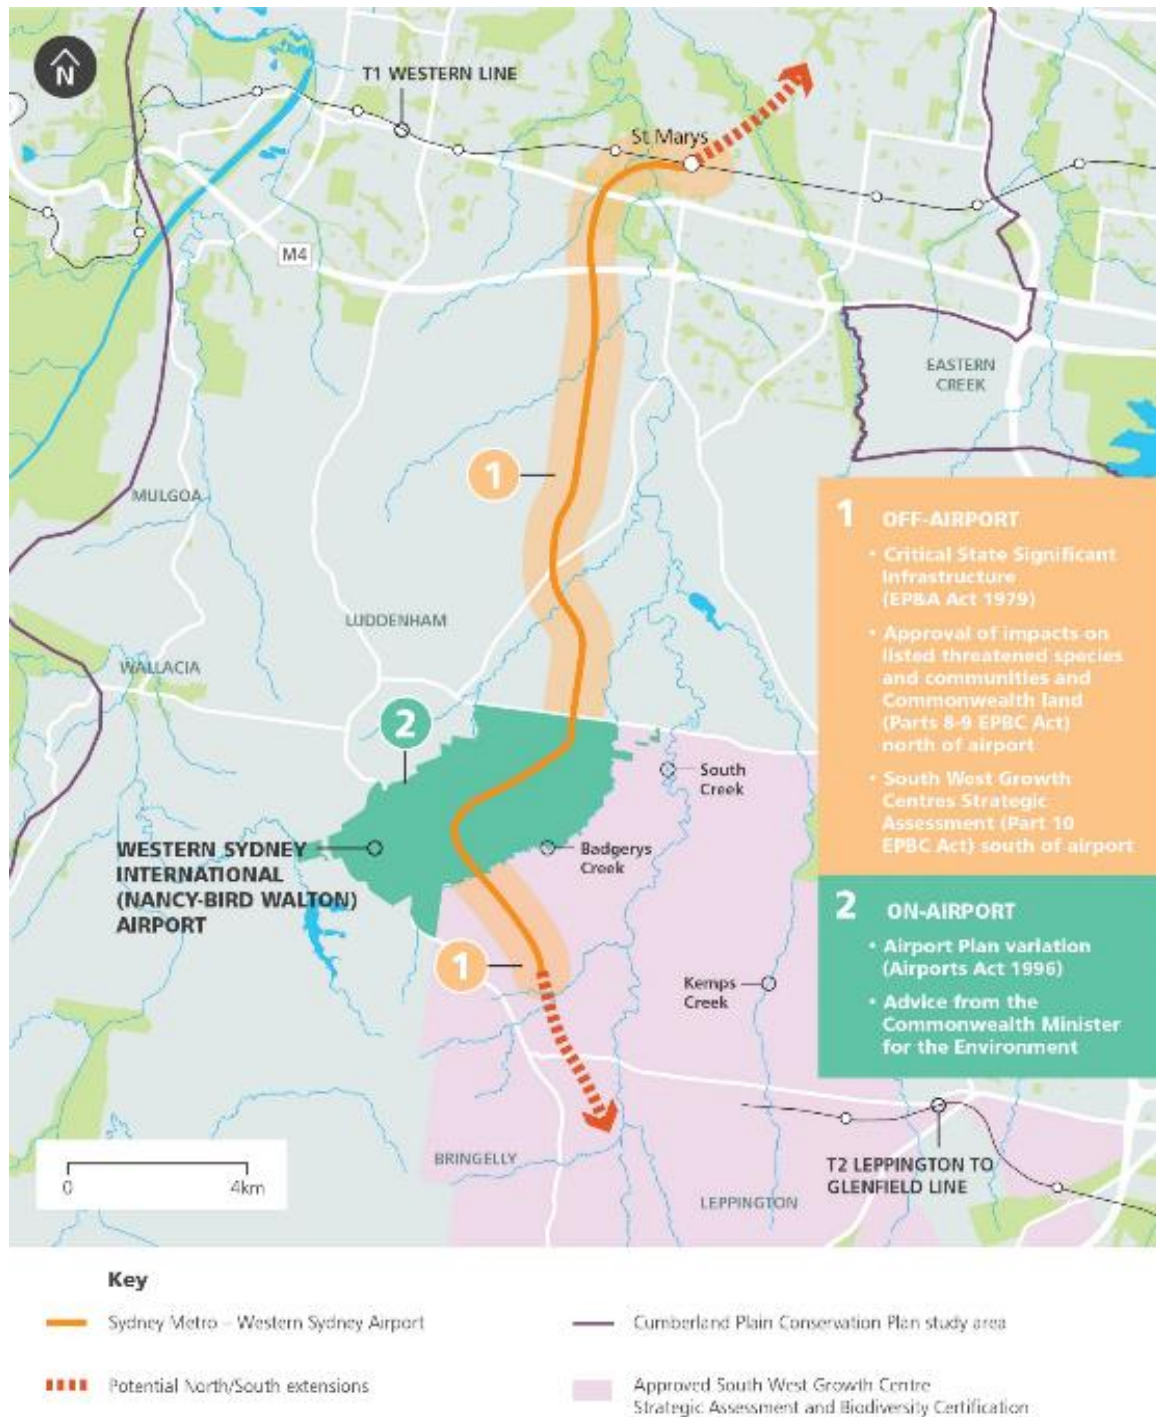 N
T1 WESTERN LINE
St Marys
M4
EASTERN
CREEK
1
MULGOA
LUDDENHAM
WALLACIA
2
South
Creek
WESTERN SYDNEY
INTERNATIONAL
(NANCY-BIRD WALTON)
AIRPORT
Badgerys
Creek
1
Kemps
Creek
BRINGELLY
LEPPINGTON
T2 LEPPINGTON TO
GLENFIELD LINE
0 4km
1 OFF-AIRPORT
• Critical State Significant
Infrastructure
(EP&A Act 1979)
• Approval of impacts on
listed threatened species
and communities and
Commonwealth land
(Parts 8-9 EPBC Act)
north of airport
• South West Growth
Centres Strategic
Assessment (Part 10
EPBC Act) south of airport
2 ON-AIRPORT
• Airport Plan variation
(Airports Act 1996)
• Advice from the
Commonwealth Minister
for the Environment
Key
Sydney Metro – Western Sydney Airport
Potential North/South extensions
Cumberland Plain Conservation Plan study area
Approved South West Growth Centre
Strategic Assessment and Biodiversity Certification